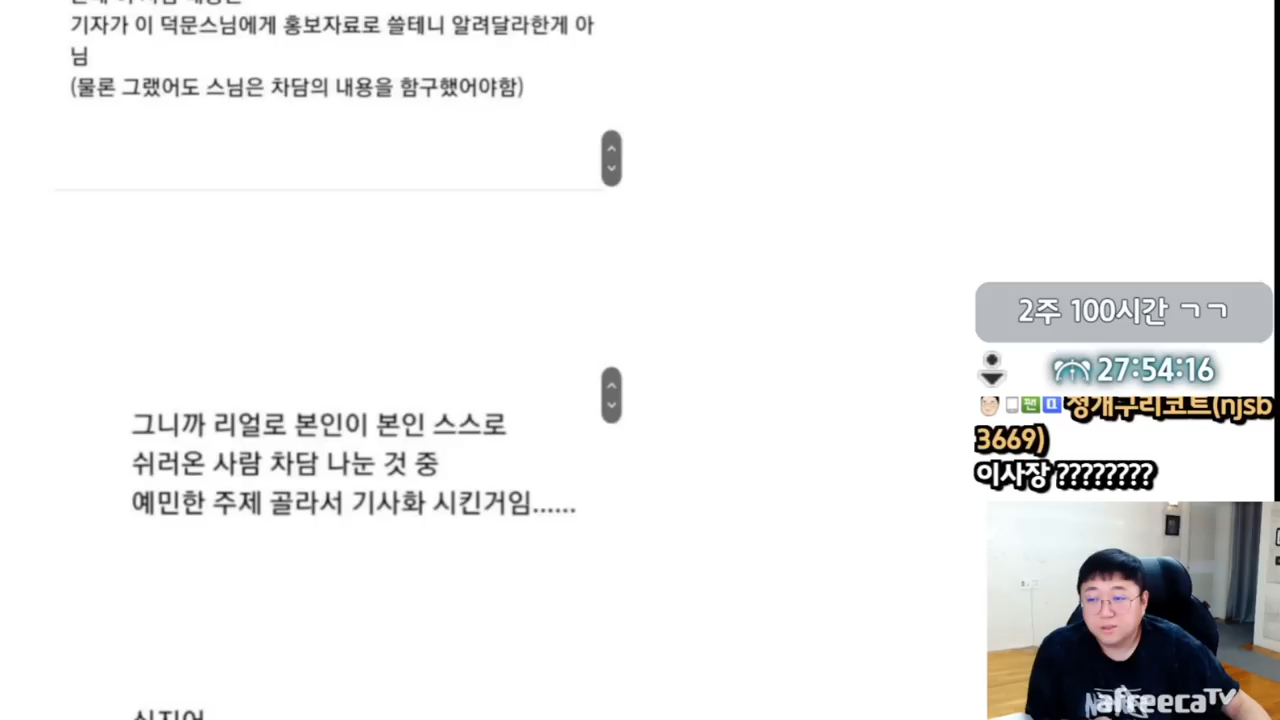 기자가 이 덕문스님에게 홍보자료로 쓸테니 알려달라한게 아
님
(물론 그랬어도 스님은 차담의 내용을 함구했어야함)
그니까 리얼로 본인이 본인 스스로
쉬러온 사람 차담 나눈 것 중
예민한 주제 골라서 기사화 시킨거임......
심지어
2주 100시간 ㄱㄱ
27:54:16
팬
청개구리코트(njsb
3669)
이사장 ????????
afreecaTV